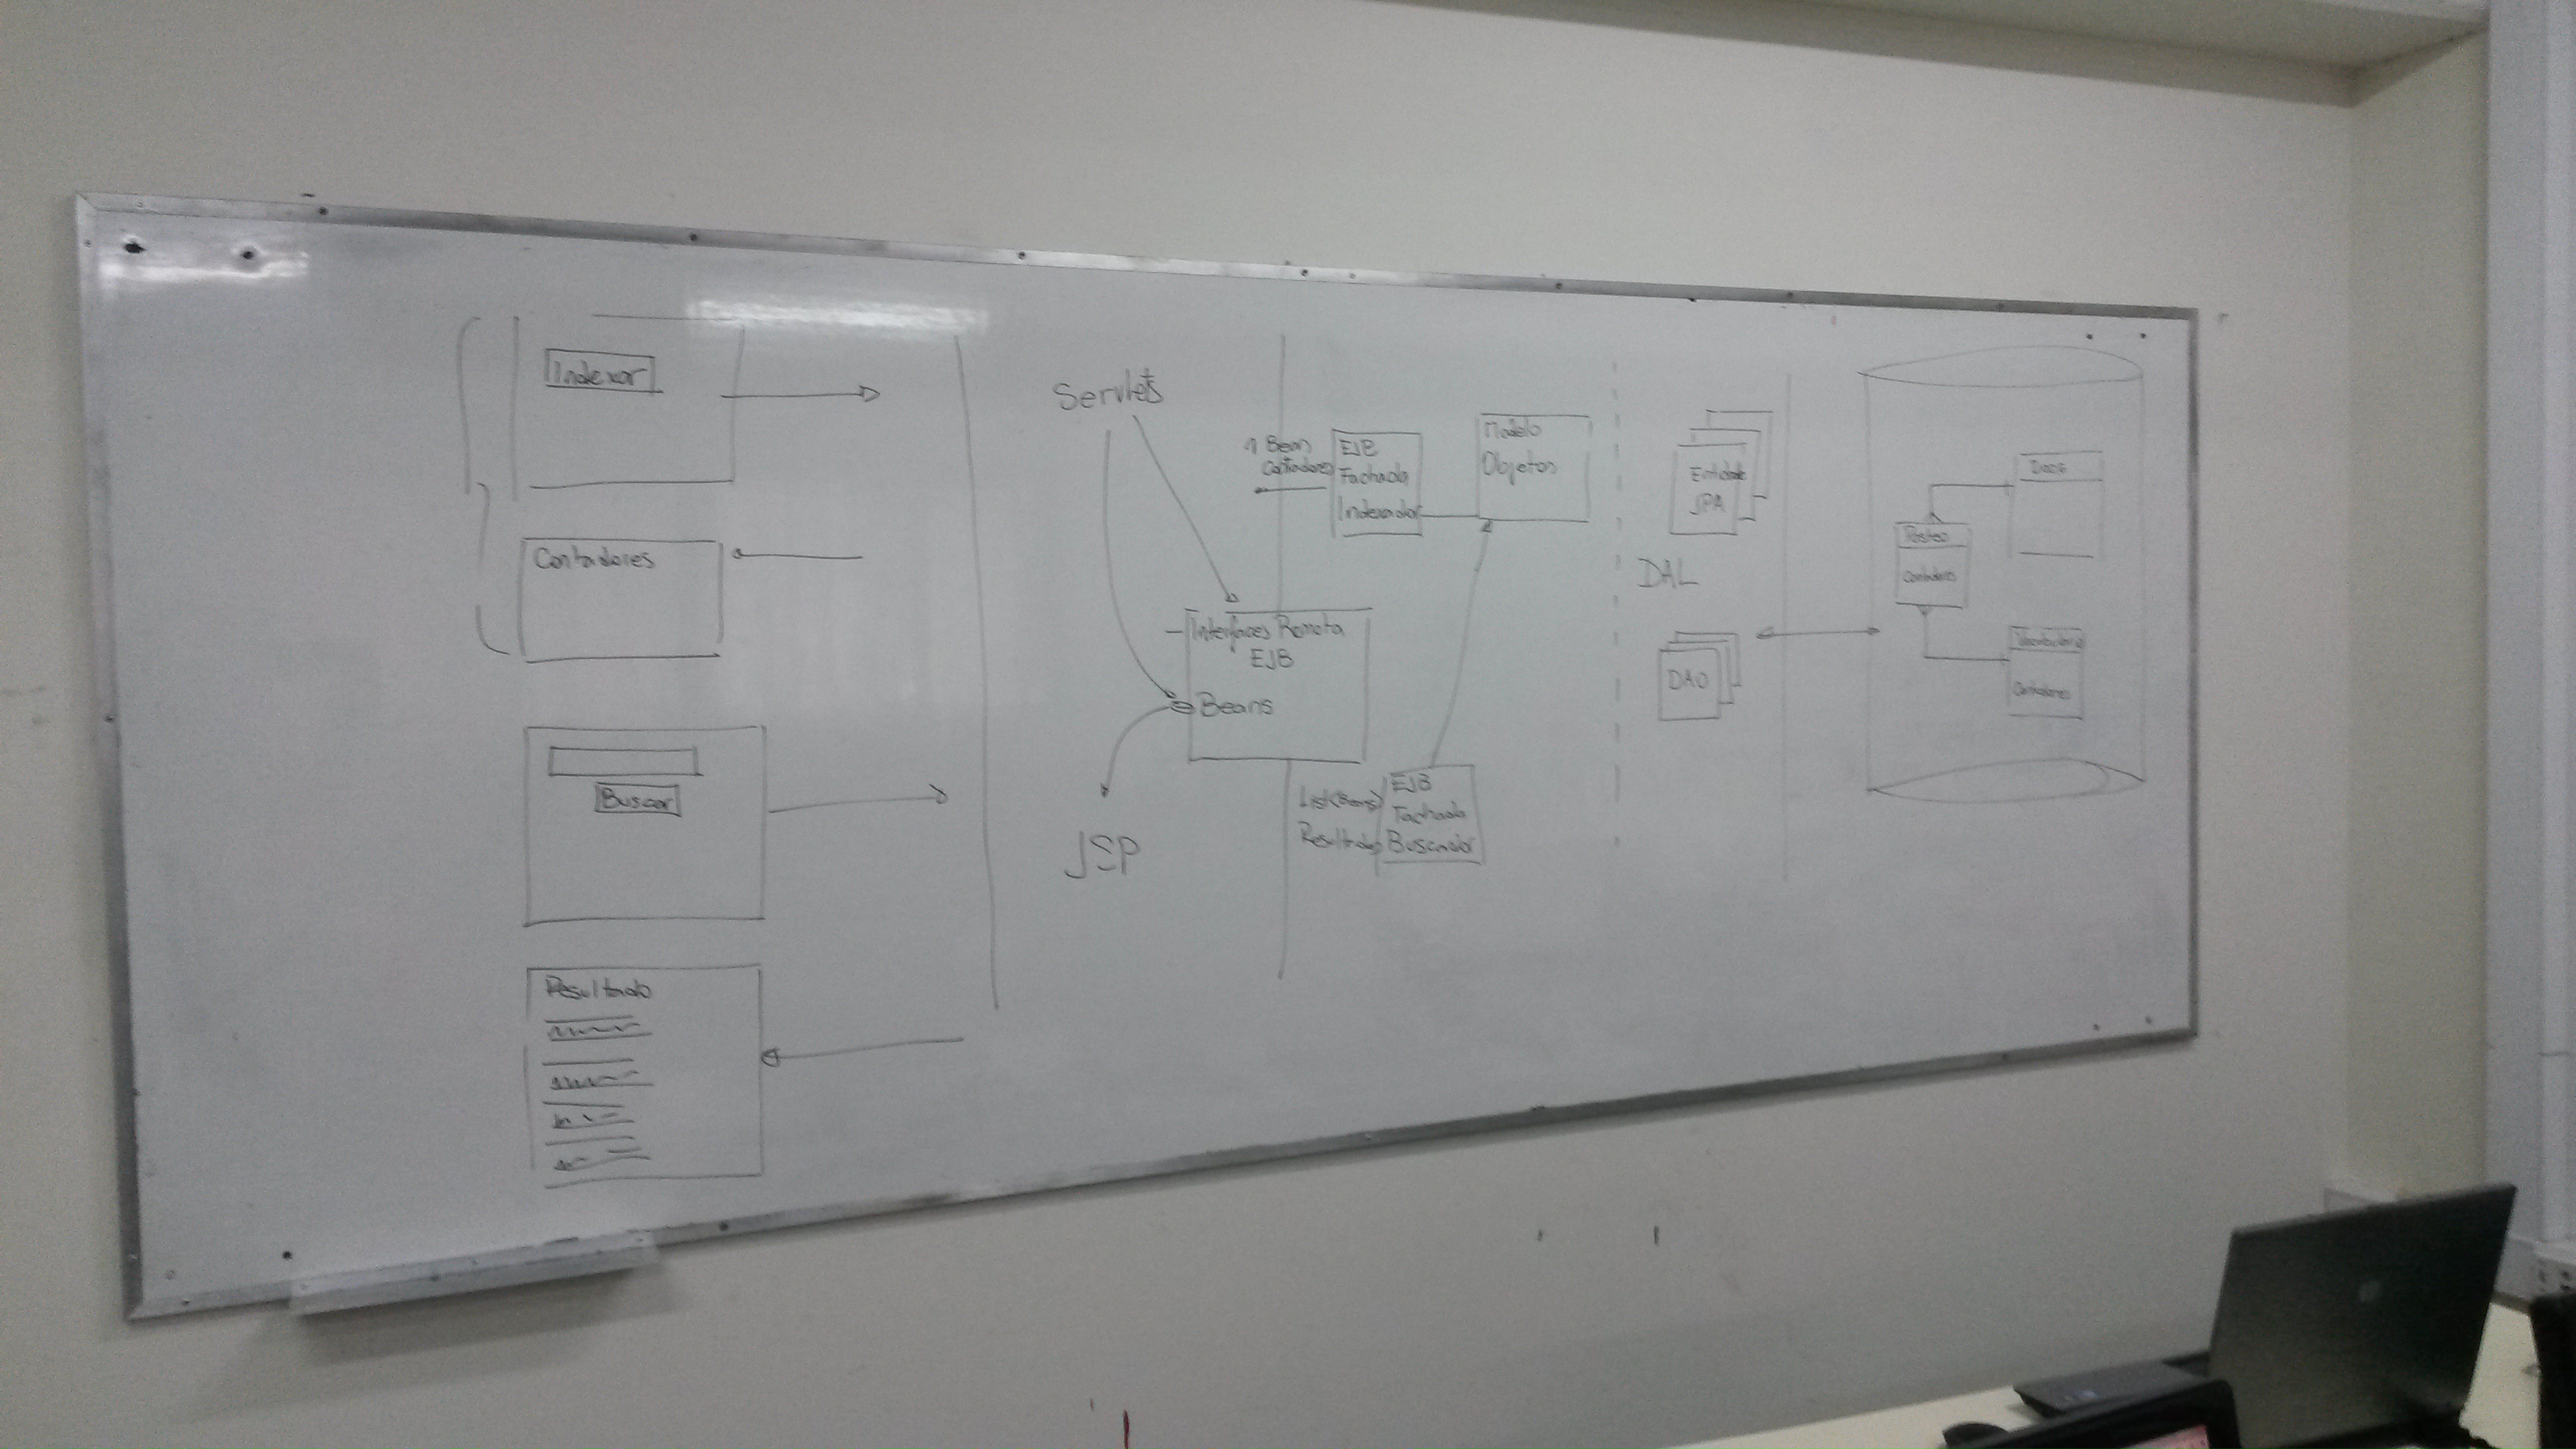 Indexar
Contadores
Buscar
Resultado
Servlets
- Interfaces Remota
EJB
Beans
JSP
1 Bean
Contadores
EJB
Fachada
Indexador
Modelo
Objetos
List(Beans)
Resultados
EJB
Fachada
Buscador
JPA
DAL
DAO
Docs
Posteo
Contadores
Vocabulario
Contadores